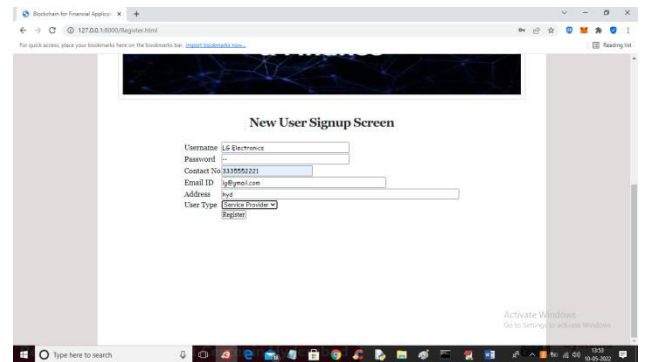 Blockchain for Financial Applicat
127.0.0.1:8000/Register.html
For quick access, place your bookmarks here on the bookmarks bar. Import bookmarks now...
Reading list
New User Signup Screen
Username LG Electronics
Password
Contact No 3335552221
Email ID lg@gmail.com
Address hyd
User Type Service Provider
Register
Activate Windows
Go to Settings to activate Windows.
Type here to search
13:53
10-05-2022